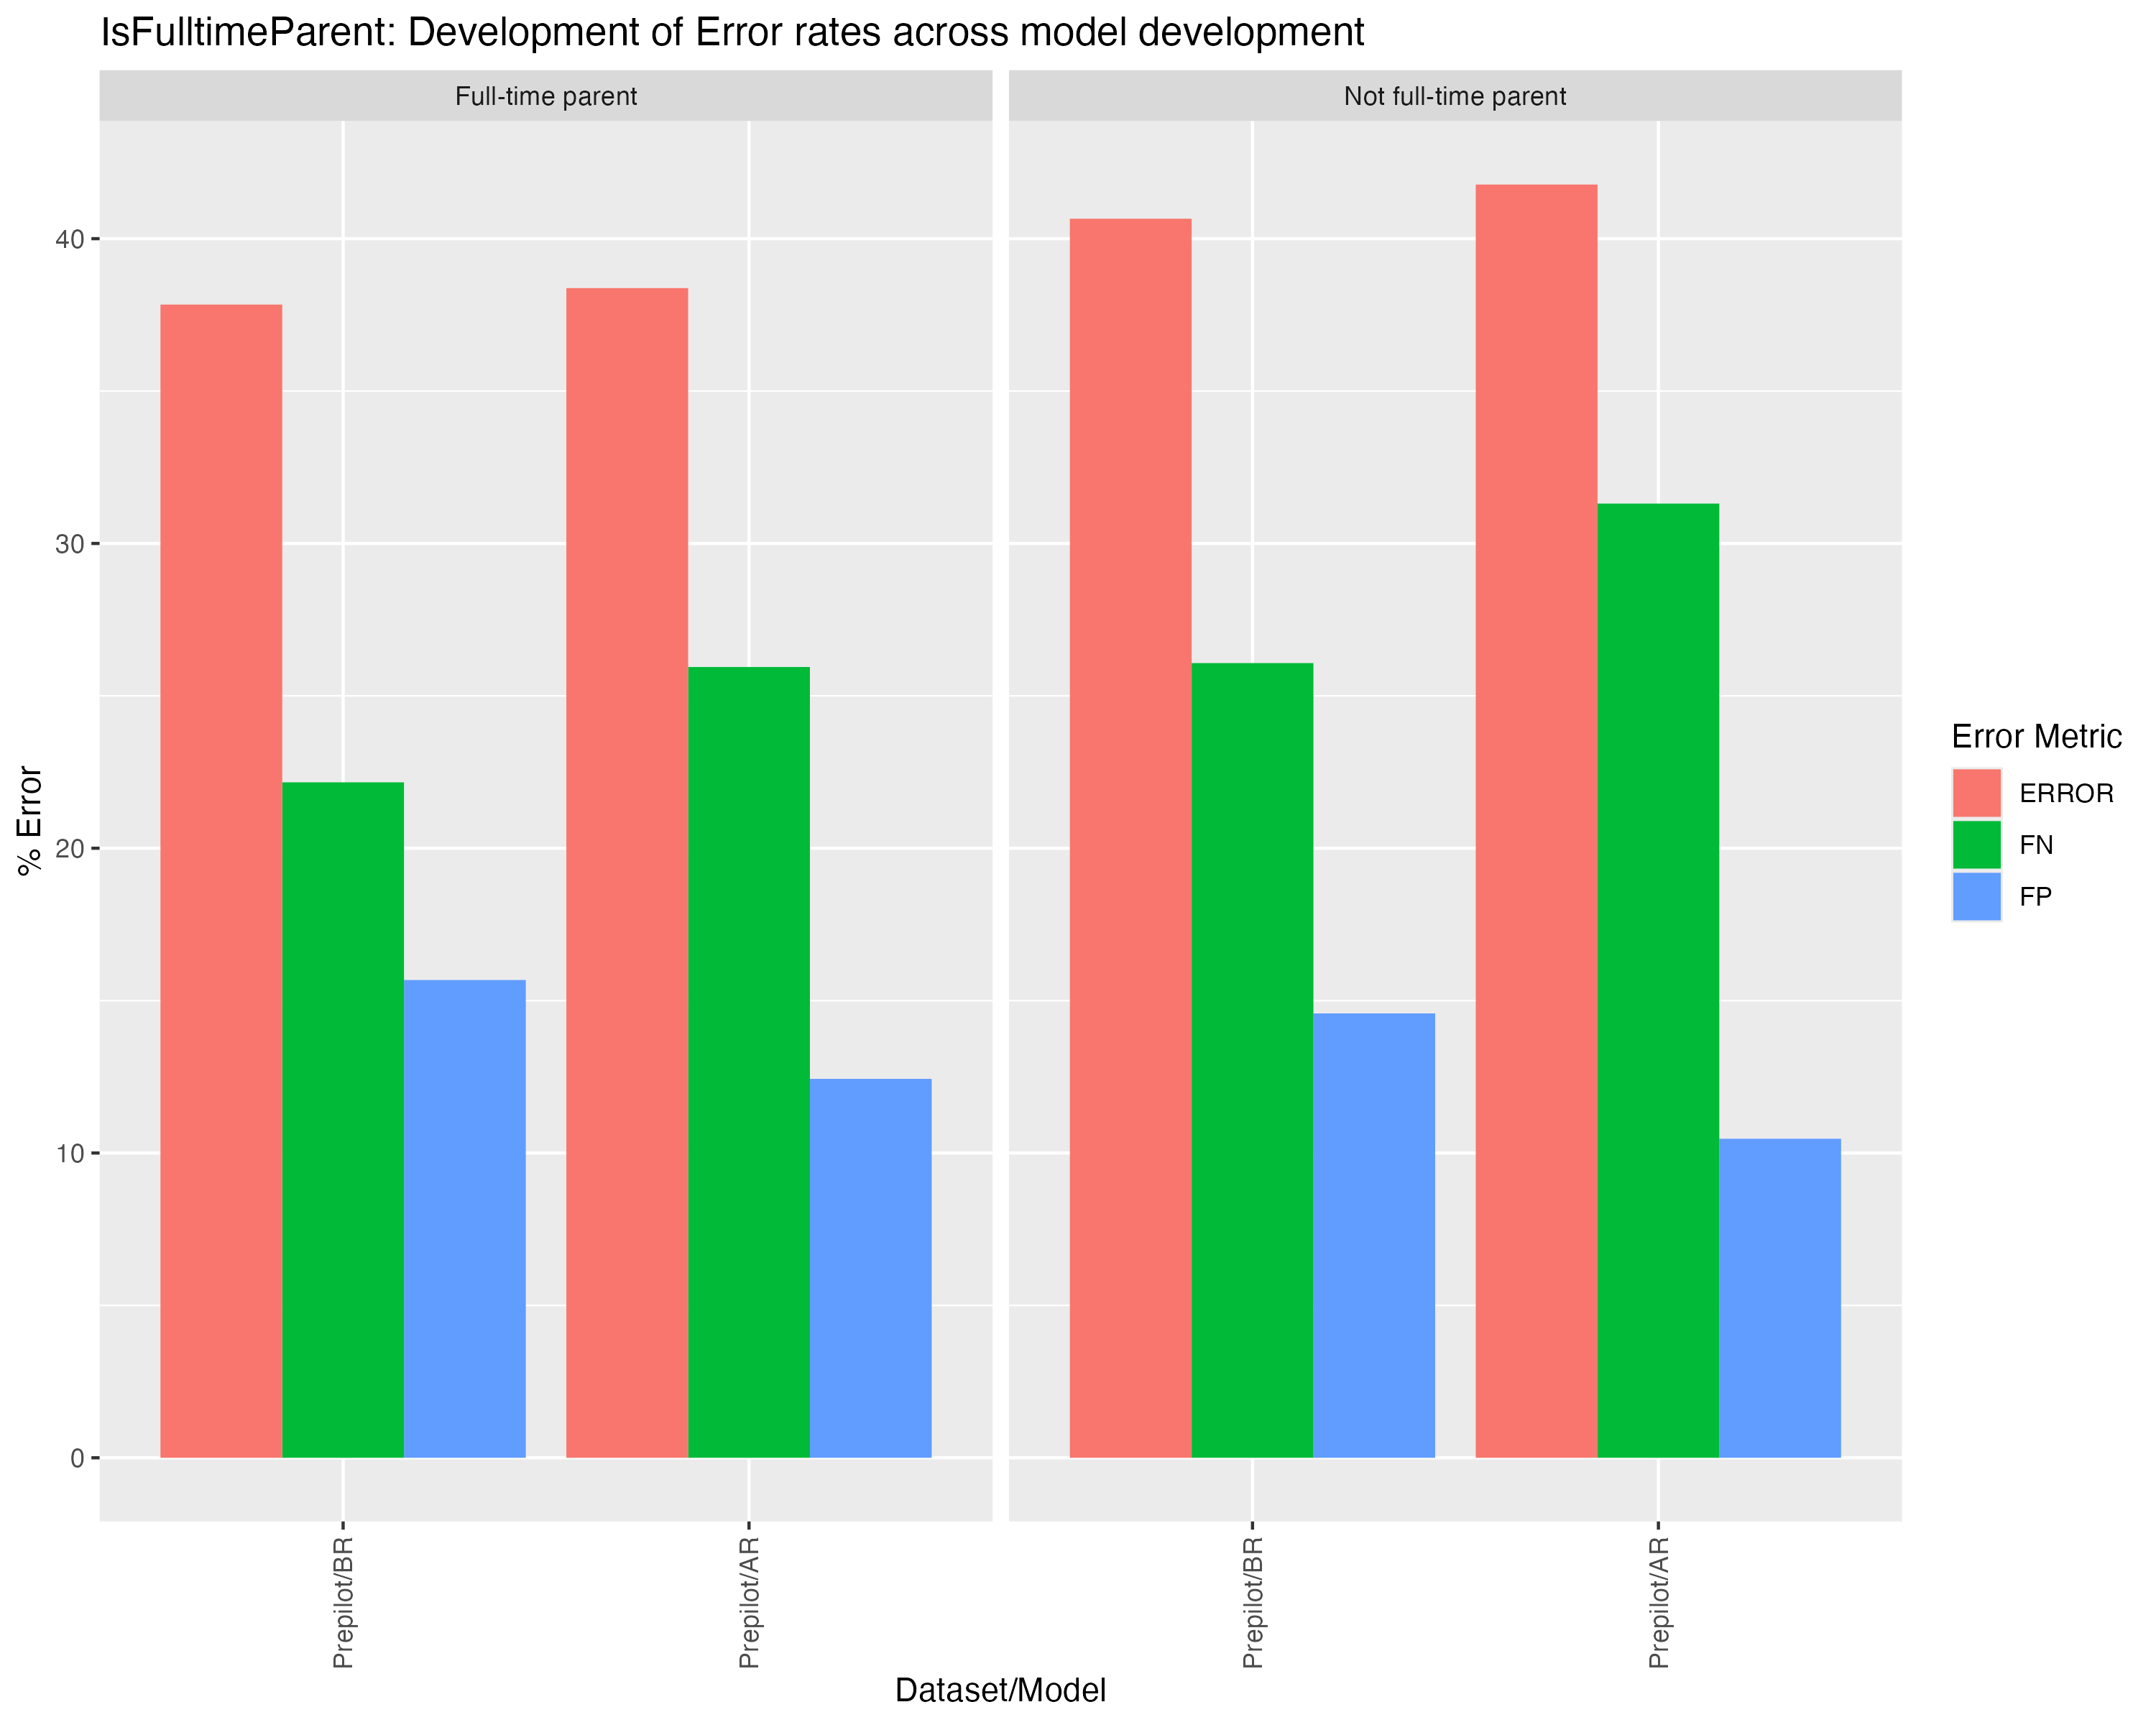 IsFulltimeParent: Development of Error rates across model development
Full-time parent
Not full-time parent
40
30
20
10
0
% Error
Prepilot/BR
Prepilot/AR
Prepilot/BR
Prepilot/AR
Dataset/Model
Error Metric
ERROR
FN
FP